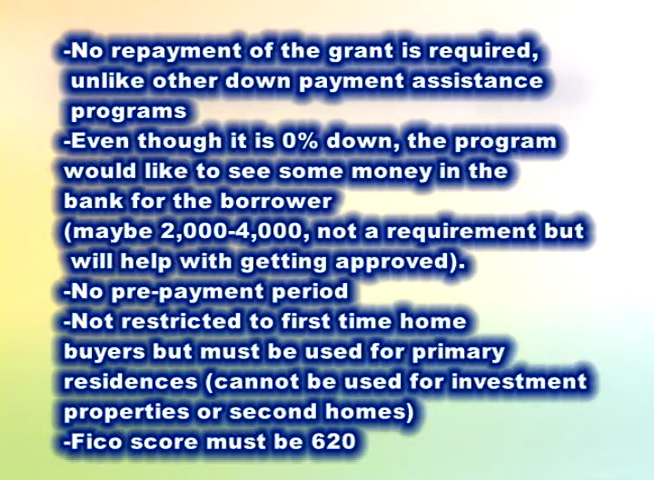 -No repayment of the grant is required,
unlike other down payment assistance
programs
-Even though it is 0% down, the program
would like to see some money in the
bank for the borrower
(maybe 2,000-4,000, not a requirement but
will help with getting approved).
-No pre-payment period
-Not restricted to first time home
buyers but must be used for primary
residences (cannot be used for investment
properties or second homes)
-Fico score must be 620